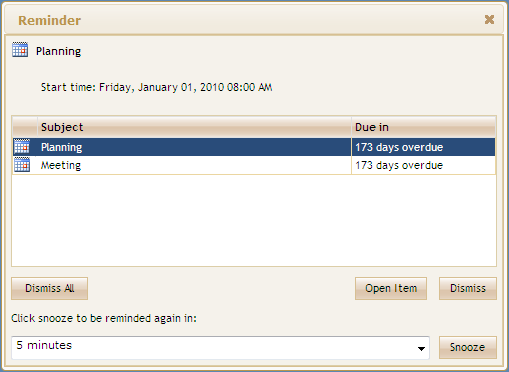 Reminder
Planning
Start time: Friday, January 01, 2010 08:00 AM
Subject Due in
Planning 173 days overdue
Meeting 173 days overdue
Dismiss All Open Item Dismiss
Click snooze to be reminded again in:
5 minutes Snooze